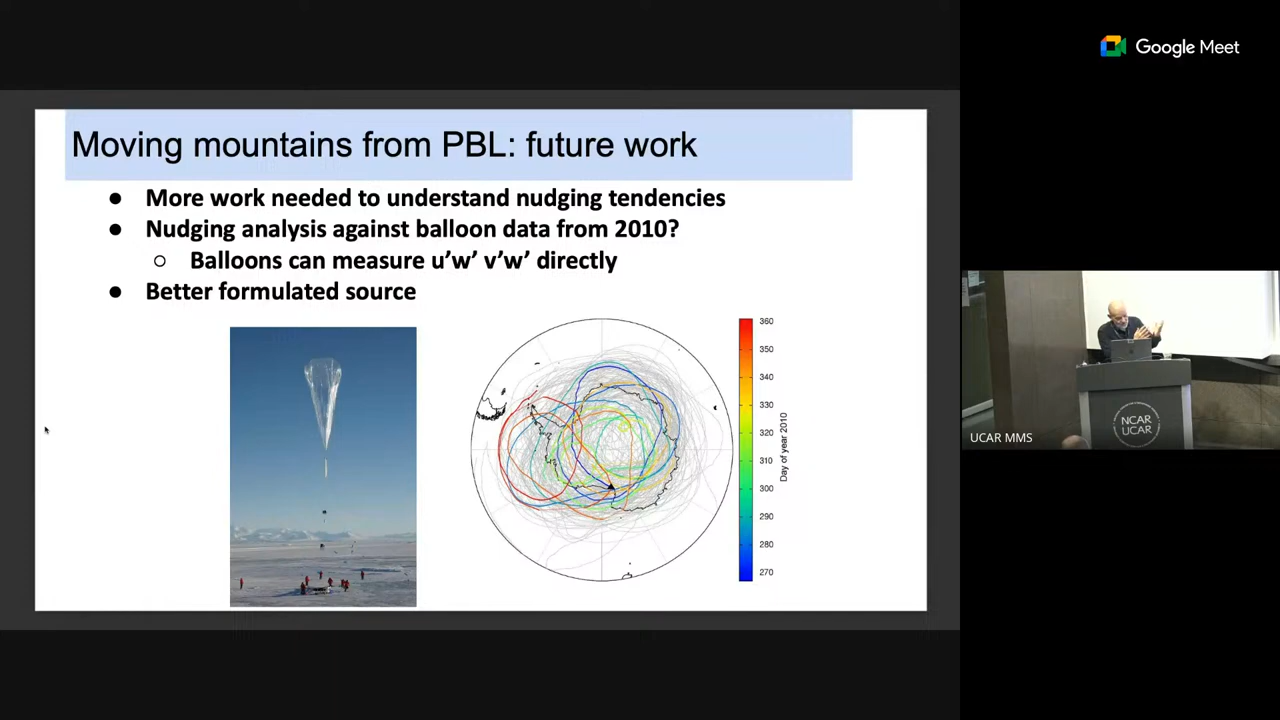 Google Meet
Moving mountains from PBL: future work
● More work needed to understand nudging tendencies
● Nudging analysis against balloon data from 2010?
○ Balloons can measure u’w’ v’w’ directly
● Better formulated source
360
350
340
330
320
310
300
290
280
270
Day of year 2010
NCAR
UCAR
UCAR MMS